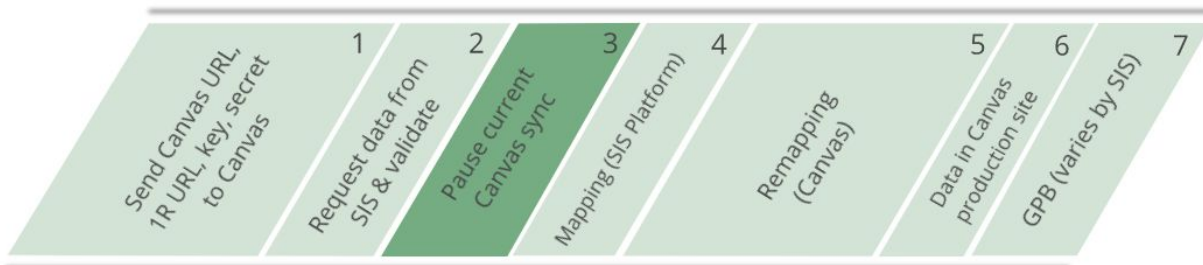 1
Send Canvas URL,
1R URL, key, secret
to Canvas
2
Request data from
SIS & validate
3
Pause current
Canvas sync
4
Mapping (SIS Platform)
5
Remapping
(Canvas)
6
Data in Canvas
production site
7
GPB (varies by SIS)